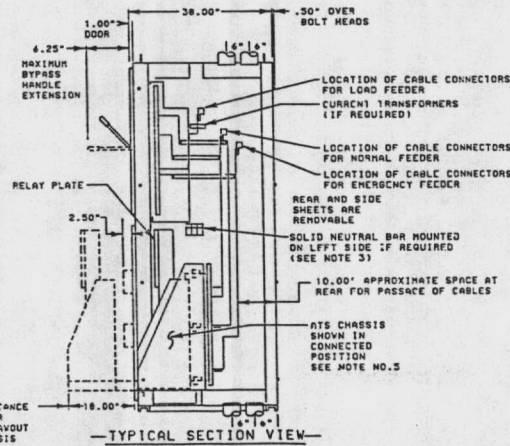 38.00"
.50" OVER
BOLT HEADS
1.00"
DOOR
6"
6"
6.25"
MAXIMUM
BYPASS
HANDLE
EXTENSION
LOCATION OF CABLE CONNECTORS
FOR LOAD FEEDER
CURRENT TRANSFORMERS
(IF REQUIRED)
LOCATION OF CABLE CONNECTORS
FOR NORMAL FEEDER
LOCATION OF CABLE CONNECTORS
FOR EMERGENCY FEEDER
RELAY PLATE
REAR AND SIDE
SHEETS ARE
REMOVABLE
2.50"
SOLID NEUTRAL BAR MOUNTED
ON LEFT SIDE IF REQUIRED
(SEE NOTE 3)
10.00' APPROXIMATE SPACE AT
REAR FOR PASSACE OF CABLES
ATS CHASSIS
SHOWN IN
CONNECTED
POSITION
SEE NOTE NO.5
18.00"
6"
6"
TYPICAL SECTION VIEW